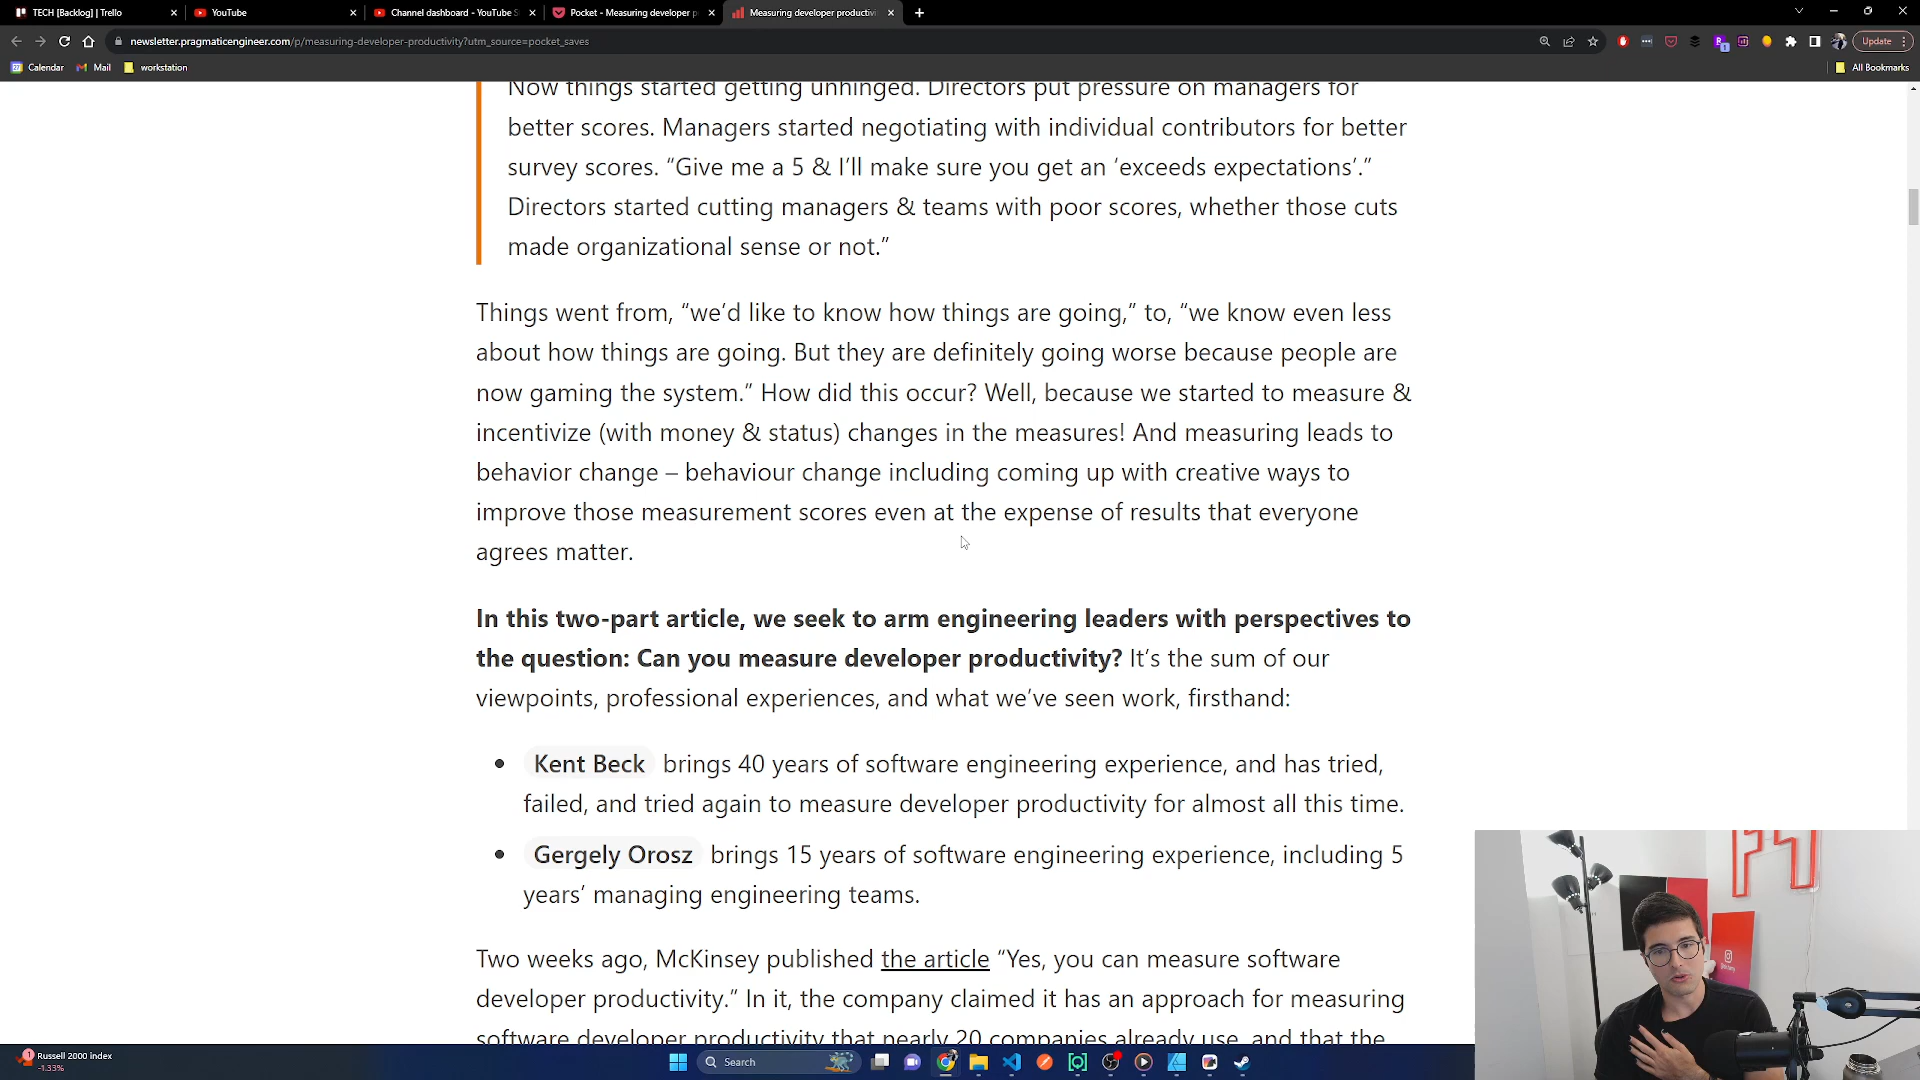 TECH [Backlog] | Trello
YouTube
Channel dashboard - YouTube S
Pocket - Measuring developer p
Measuring developer productivi
newsletter.pragmaticengineer.com/p/measuring-developer-productivity?utm_source=pocket_saves
Update
Calendar
Mail
workstation
All Bookmarks
Now things started getting unhinged. Directors put pressure on managers for
better scores. Managers started negotiating with individual contributors for better
survey scores. “Give me a 5 & I’ll make sure you get an ‘exceeds expectations’.”
Directors started cutting managers & teams with poor scores, whether those cuts
made organizational sense or not.”
Things went from, “we’d like to know how things are going,” to, “we know even less
about how things are going. But they are definitely going worse because people are
now gaming the system.” How did this occur? Well, because we started to measure &
incentivize (with money & status) changes in the measures! And measuring leads to
behavior change – behaviour change including coming up with creative ways to
improve those measurement scores even at the expense of results that everyone
agrees matter.
In this two-part article, we seek to arm engineering leaders with perspectives to
the question: Can you measure developer productivity? It’s the sum of our
viewpoints, professional experiences, and what we’ve seen work, firsthand:
Kent Beck brings 40 years of software engineering experience, and has tried,
failed, and tried again to measure developer productivity for almost all this time.
Gergely Orosz brings 15 years of software engineering experience, including 5
years’ managing engineering teams.
Two weeks ago, McKinsey published the article “Yes, you can measure software
developer productivity.” In it, the company claimed it has an approach for measuring
software developer productivity that nearly 20 companies already use, and that the
1
Russell 2000 index
-1.33%
Search